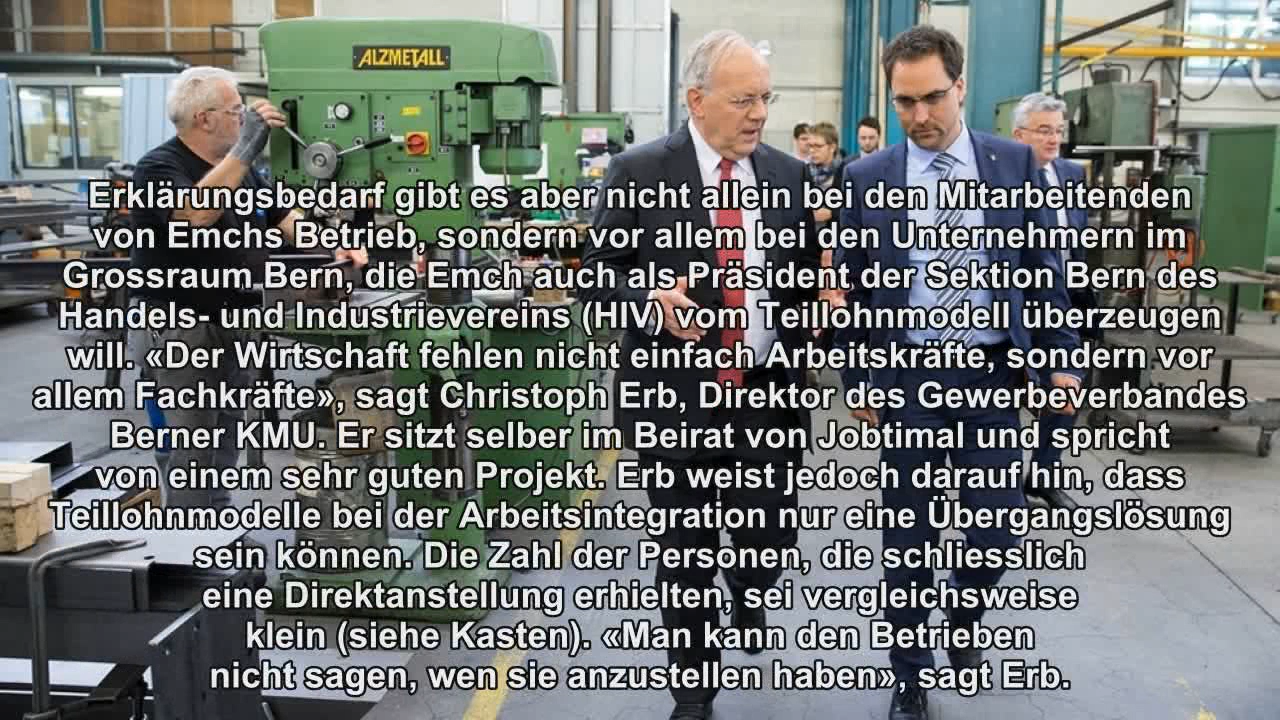 ALZMETALL
Erklärungsbedarf gibt es aber nicht allein bei den Mitarbeitenden
von Emchs Betrieb, sondern vor allem bei den Unternehmern im
Grossraum Bern, die Emch auch als Präsident der Sektion Bern des
Handels- und Industrievereins (HIV) vom Teillohnmodell überzeugen
will. «Der Wirtschaft fehlen nicht einfach Arbeitskräfte, sondern vor
allem Fachkräfte», sagt Christoph Erb, Direktor des Gewerbeverbandes
Berner KMU. Er sitzt selber im Beirat von Jobtimal und spricht
von einem sehr guten Projekt. Erb weist jedoch darauf hin, dass
Teillohnmodelle bei der Arbeitsintegration nur eine Übergangslösung
sein können. Die Zahl der Personen, die schliesslich
eine Direktanstellung erhielten, sei vergleichsweise
klein (siehe Kasten). «Man kann den Betrieben
nicht sagen, wen sie anzustellen haben», sagt Erb.